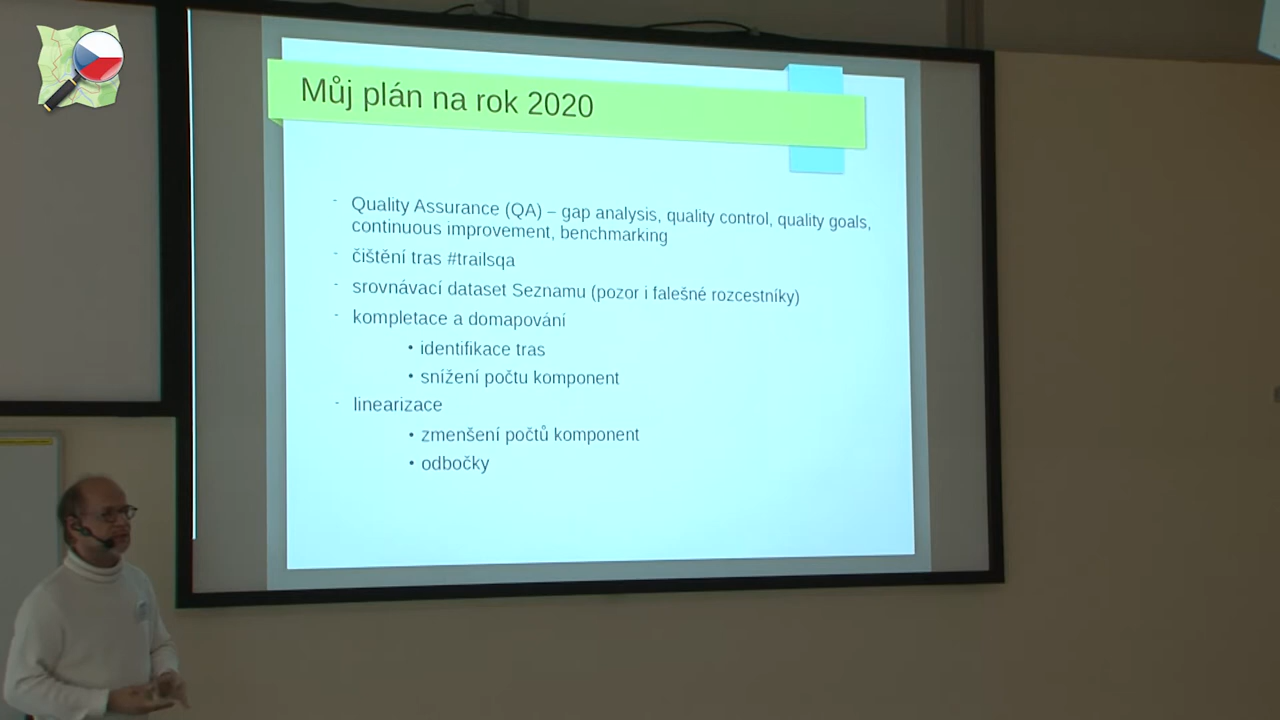 Můj plán na rok 2020
- Quality Assurance (QA) – gap analysis, quality control, quality goals,
continuous improvement, benchmarking
- čištění tras #trailsqa
- srovnávací dataset Seznamu (pozor i falešné rozcestníky)
- kompletace a domapování
• identifikace tras
• snížení počtu komponent
- linearizace
• zmenšení počtů komponent
• odbočky